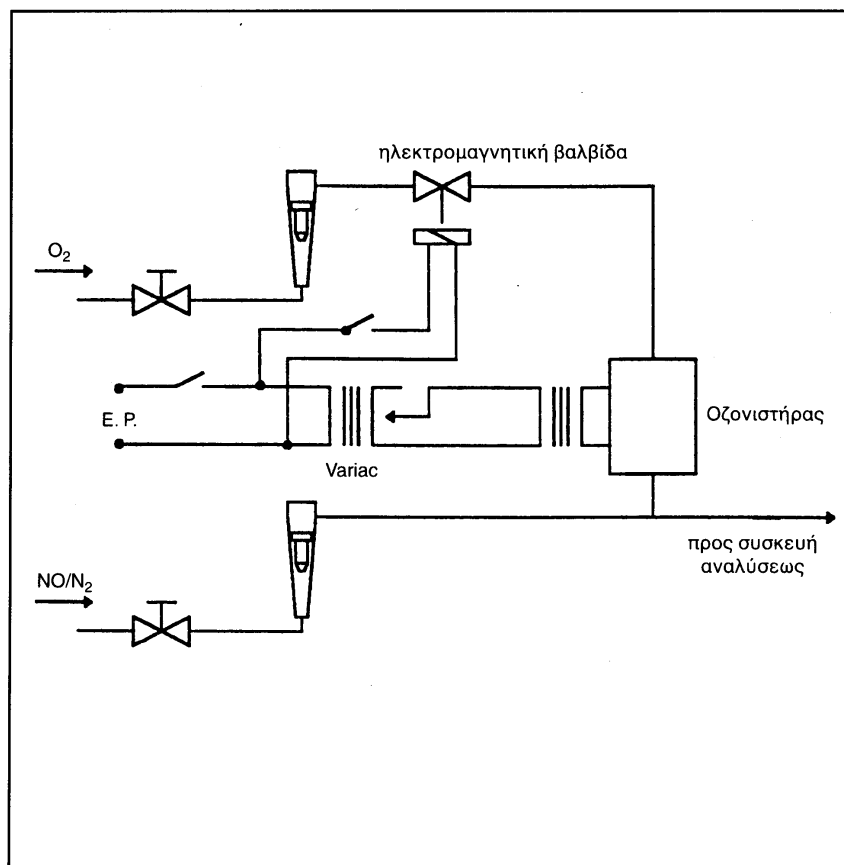 ηλεκτρομαγνητική βαλβίδα
O₂
E. P.
Variac
Οζονιστήρας
NO/N₂
προς συσκευή
αναλύσεως